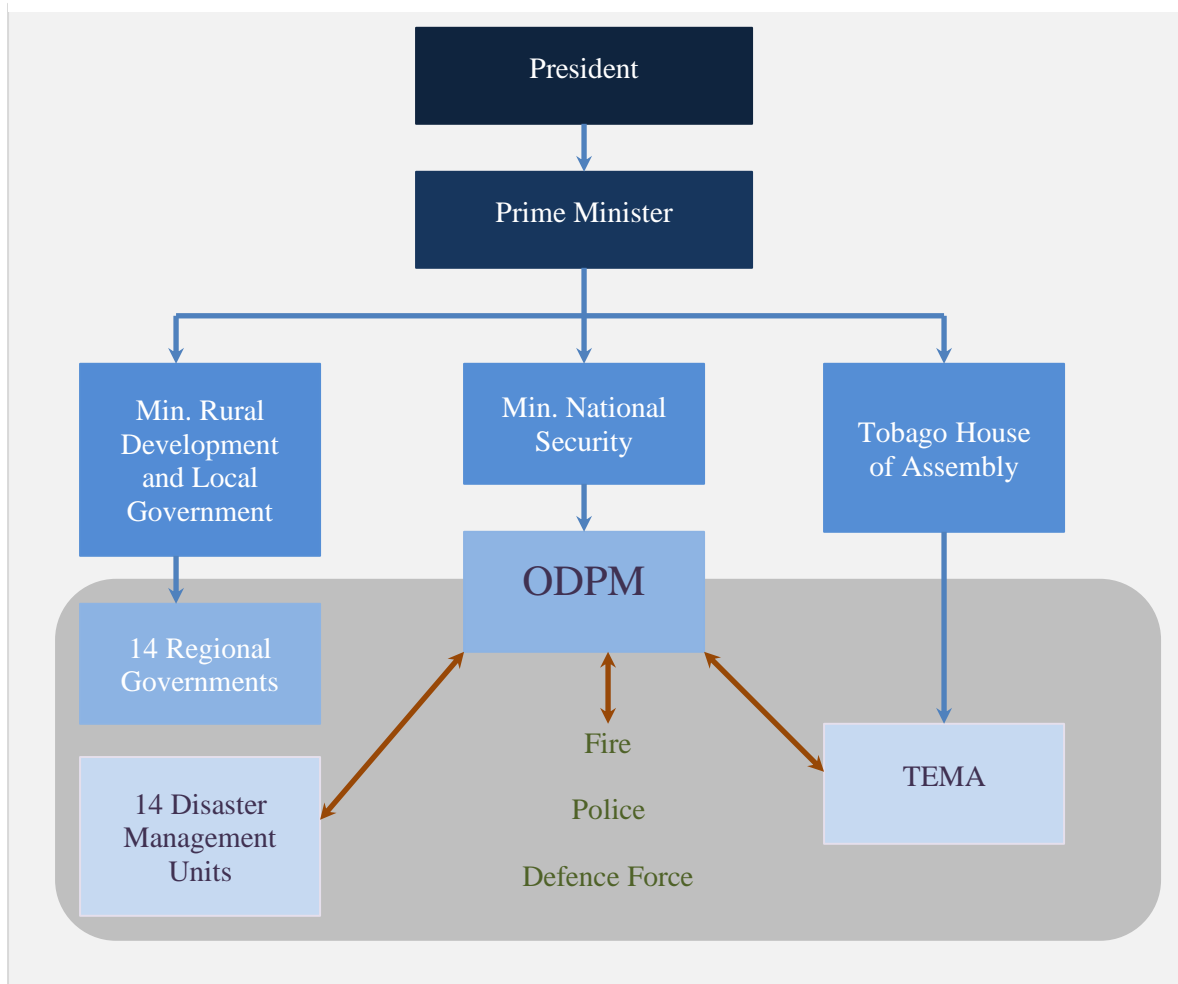 President
Prime Minister
Min. Rural
Development
and Local
Government
Min. National
Security
Tobago House
of Assembly
ODPM
14 Regional
Governments
Fire
Police
Defence Force
TEMA
14 Disaster
Management
Units